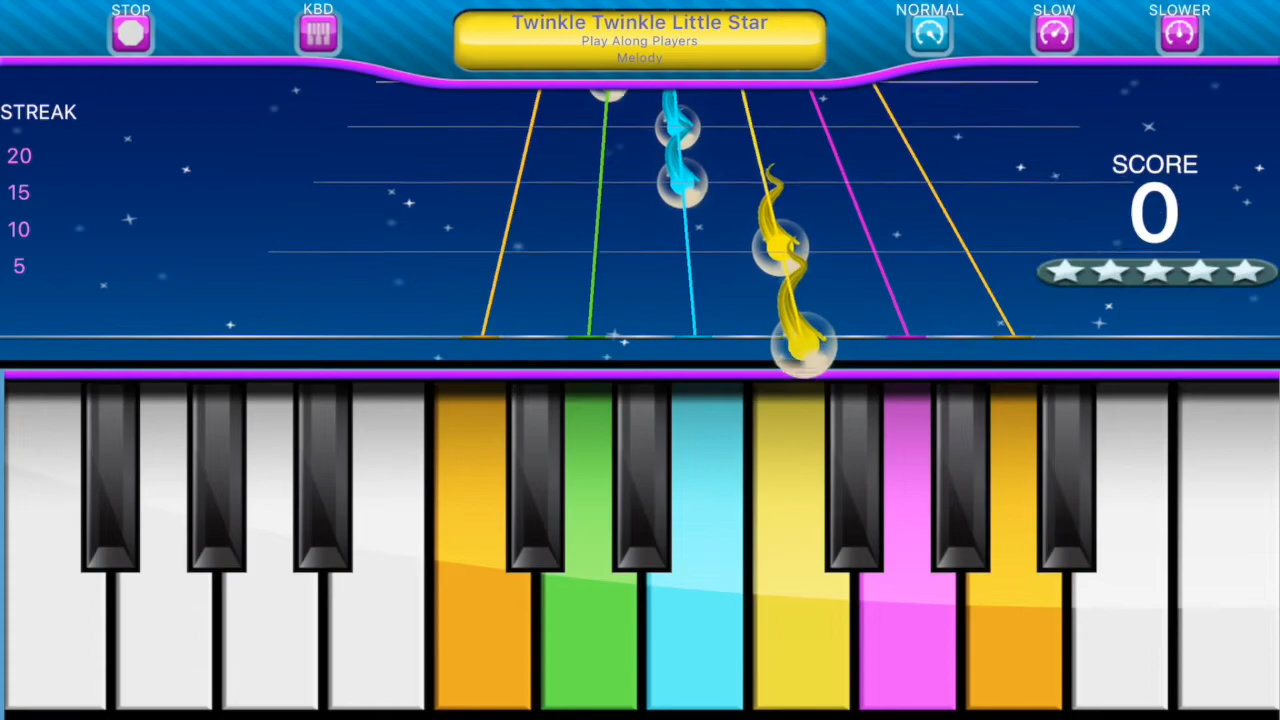 STOP
KBD
Twinkle Twinkle Little Star
Play Along Players
Melody
NORMAL
SLOW
SLOWER
STREAK
20
15
10
5
SCORE
0